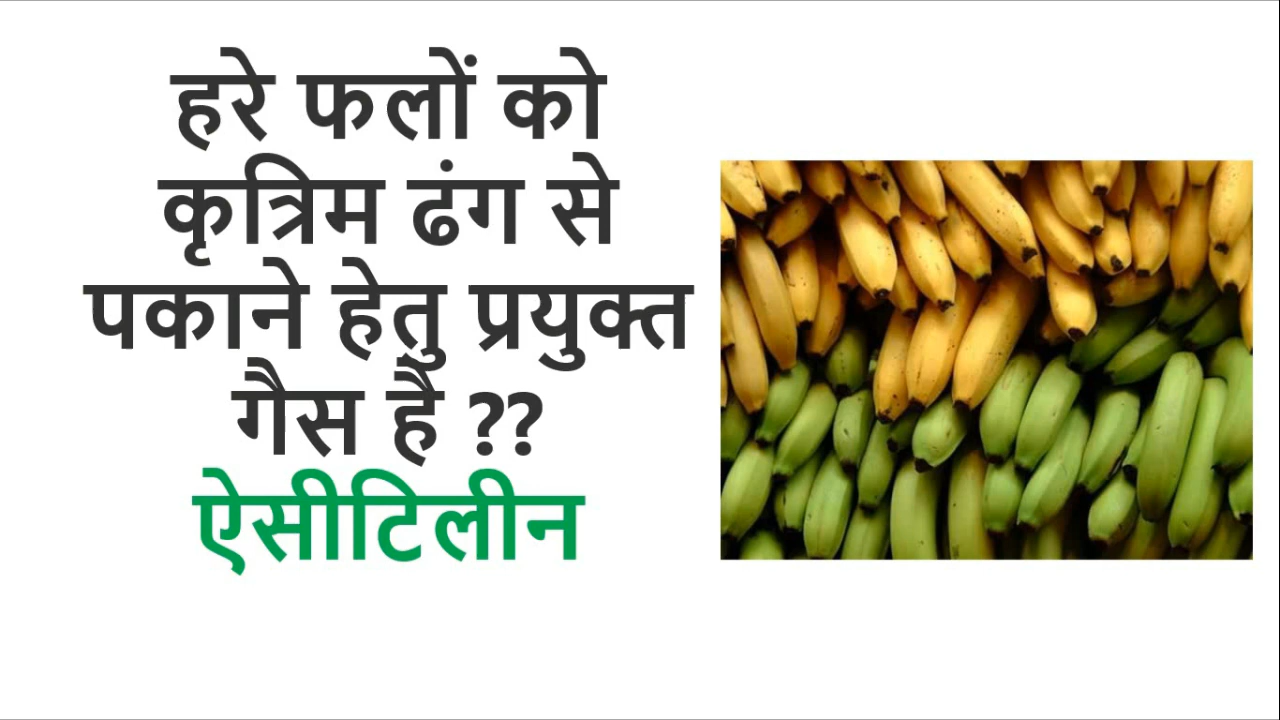 हरे फलों को
कृत्रिम ढंग से
पकाने हेतु प्रयुक्त
गैस है ??
ऐसीटिलीन